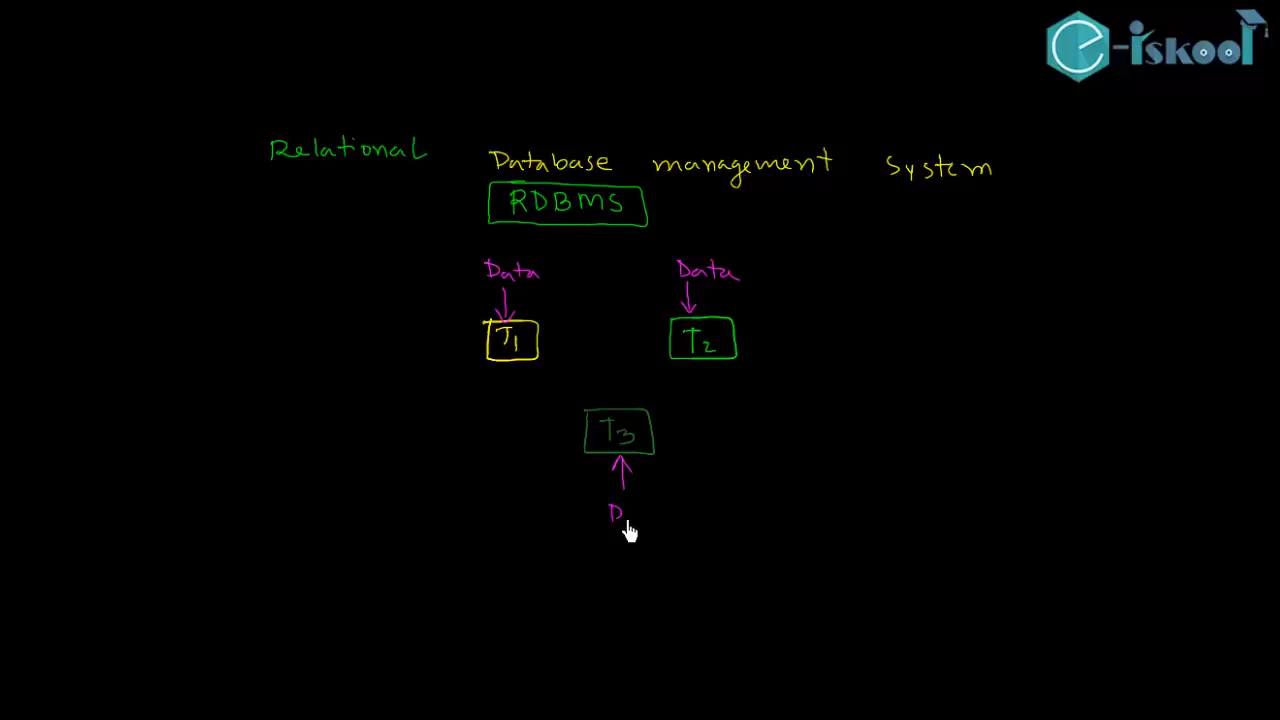 e-iskool
Relational Database management System
RDBMS
Data Data
T1 T2
T3
D